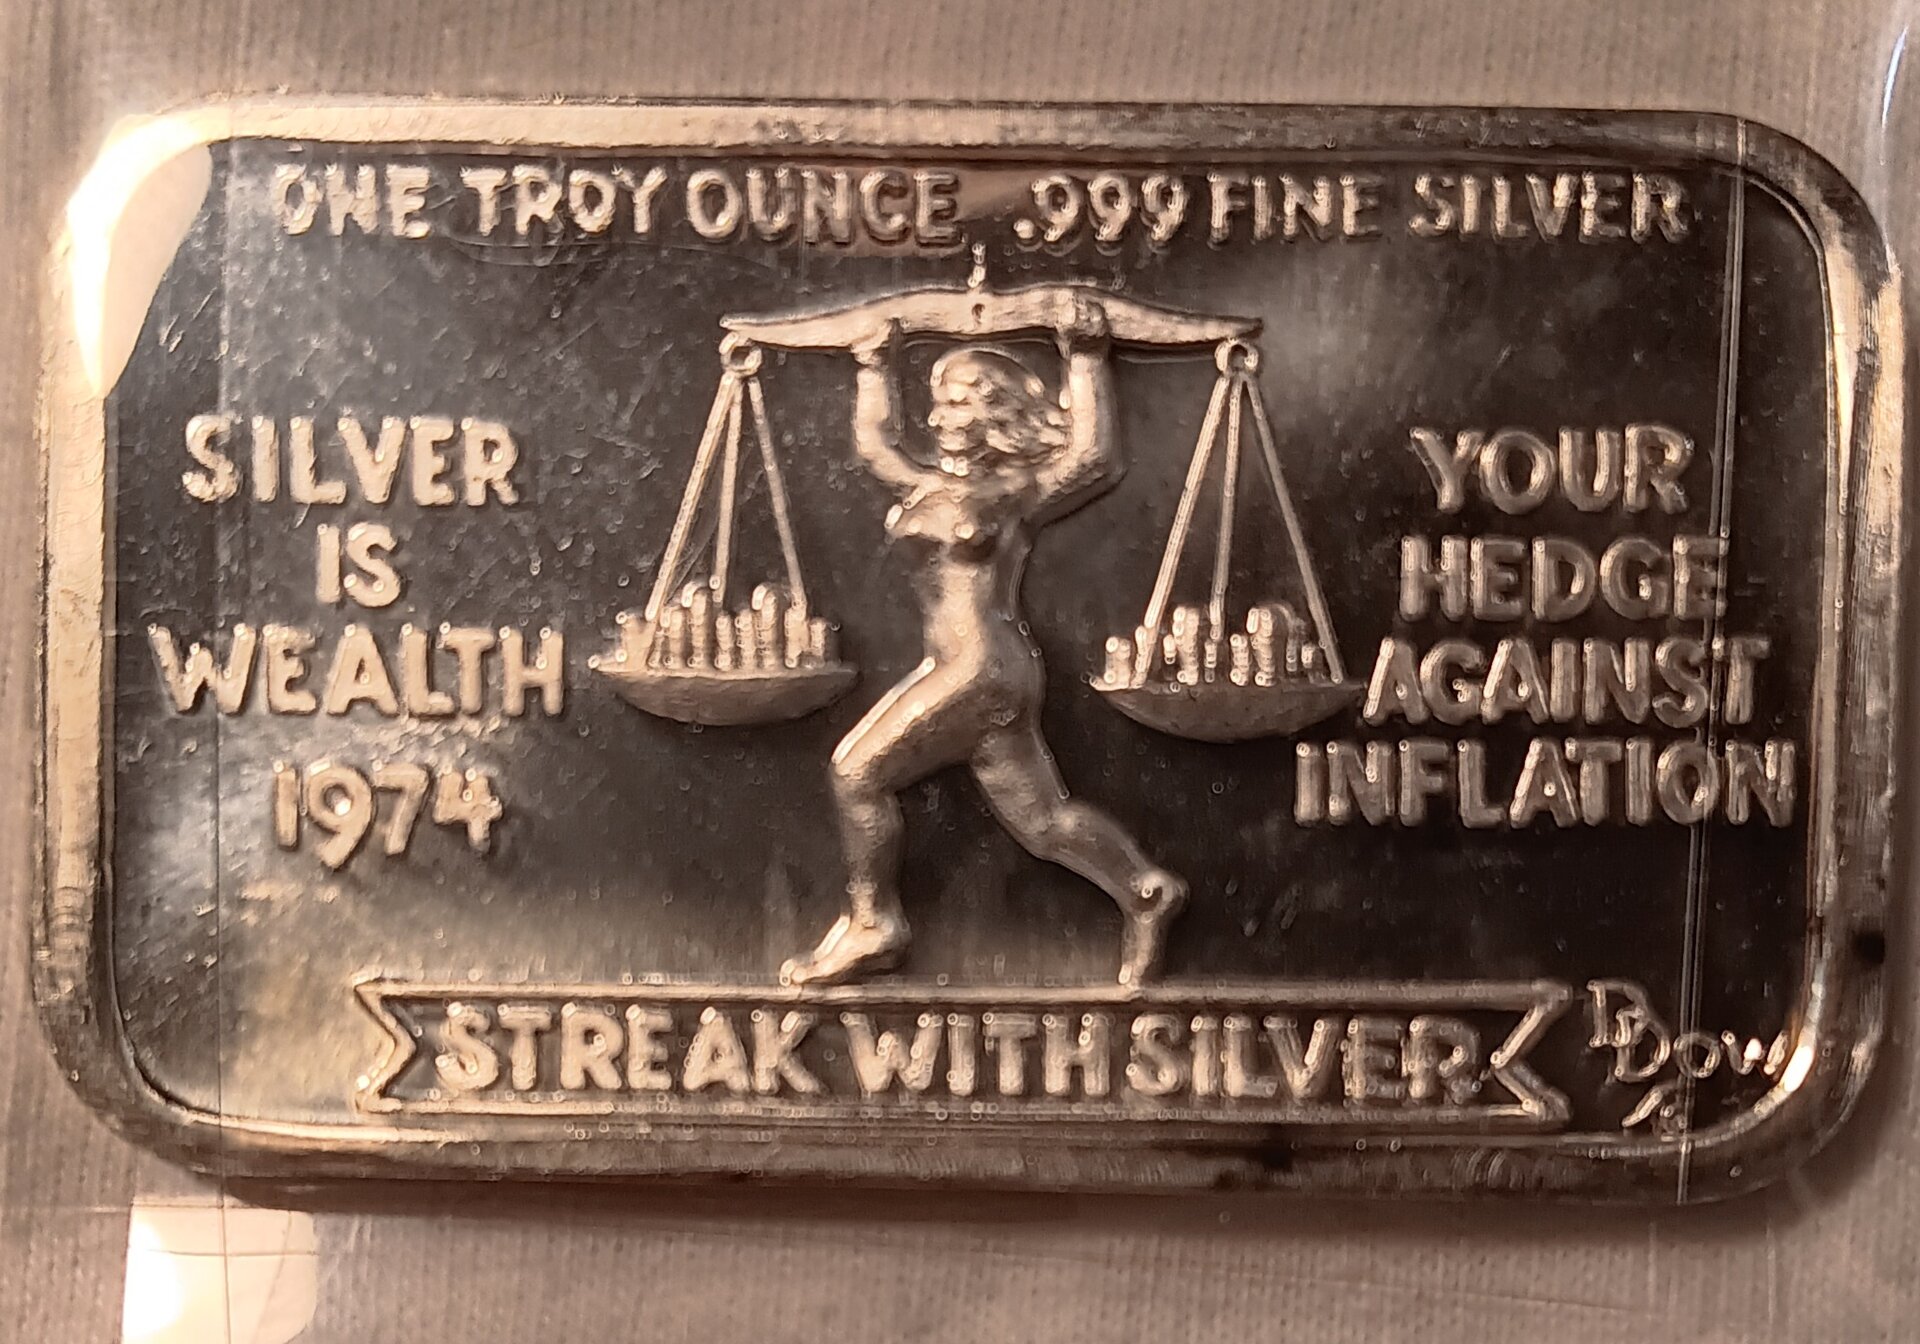 ONE TROY OUNCE .999 FINE SILVER
SILVER
IS
WEALTH
1974
YOUR
HEDGE
AGAINST
INFLATION
STREAK WITH SILVER